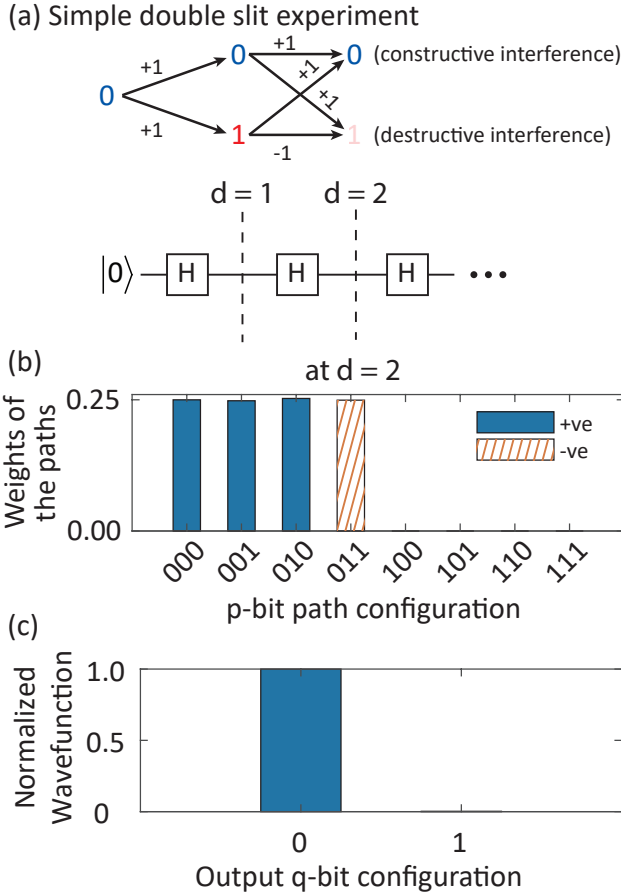 (a) Simple double slit experiment
+1
0
+1
0 (constructive interference)
0
+1
+1
+1
1
-1
1 (destructive interference)
d = 1
d = 2
|0⟩
H
H
H
•••
(b)
at d = 2
Weights of
the paths
0.25
0.00
+ve
-ve
000
001
010
011
100
101
110
111
p-bit path configuration
(c)
Normalized
Wavefunction
1.0
0.5
0
0
1
Output q-bit configuration